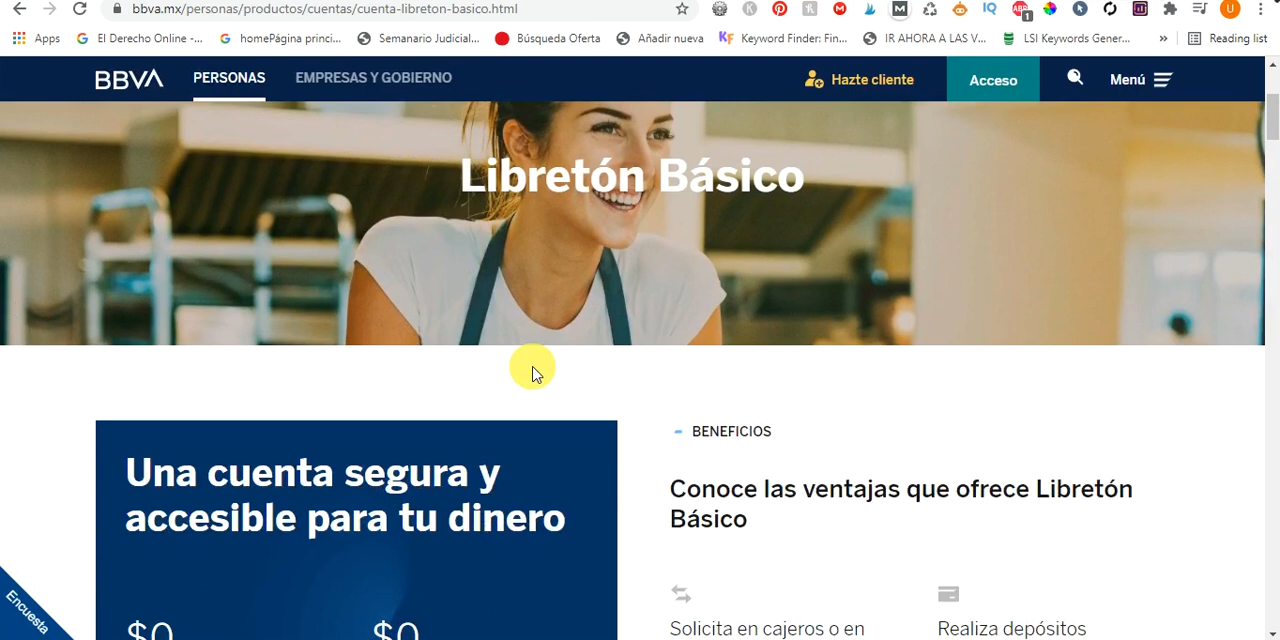 bbva.mx/personas/productos/cuentas/cuenta-libreton-basico.html
Apps El Derecho Online -... homePágina princi... Semanario Judicial... Búsqueda Oferta Añadir nueva Keyword Finder: Fin... IR AHORA A LAS V... LSI Keywords Gener... » Reading list
BBVA PERSONAS EMPRESAS Y GOBIERNO Hazte cliente Acceso Menú
Libretón Básico
BENEFICIOS
Una cuenta segura y
accesible para tu dinero
Conoce las ventajas que ofrece Libretón
Básico
Encuesta
$0 $0
Solicita en cajeros o en
Realiza depósitos